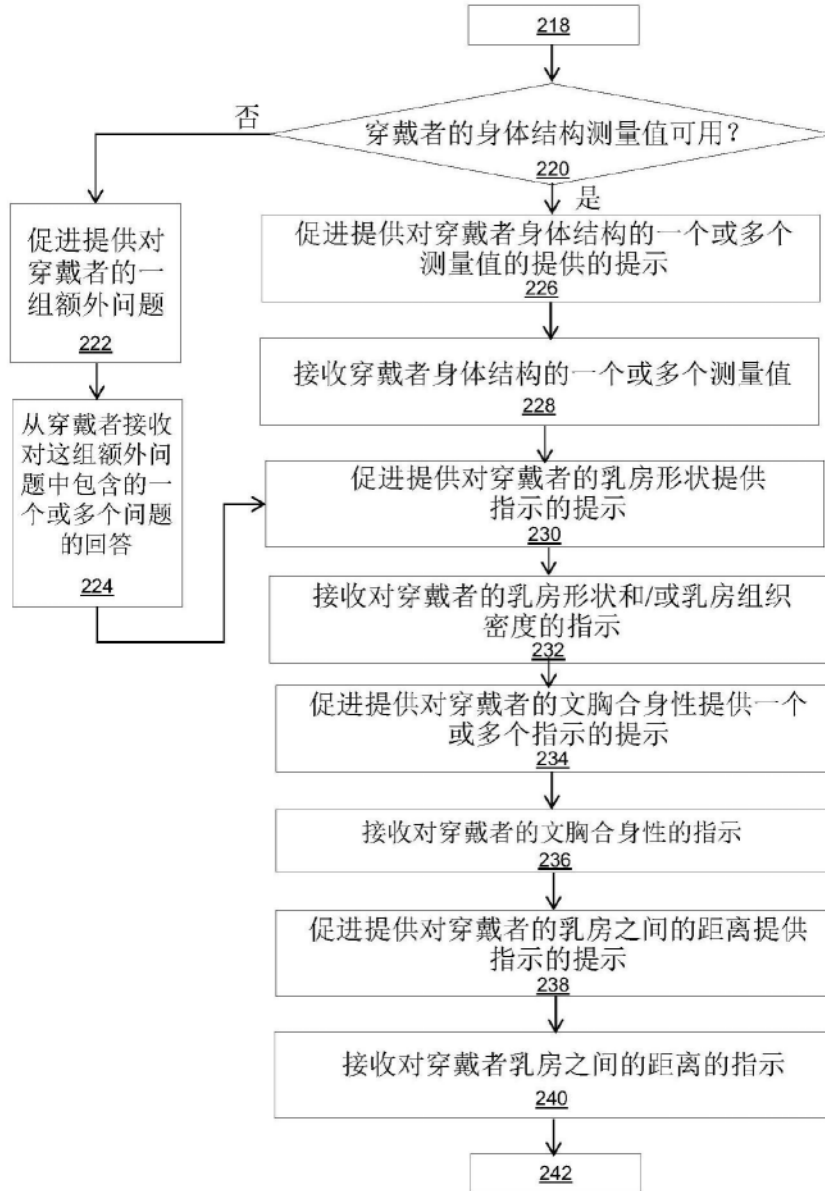 218
否
穿戴者的身体结构测量值可用？
220
是
促进提供对
穿戴者的一
组额外问题
222
促进提供对穿戴者身体结构的一个或多个
测量值的提供的提示
226
从穿戴者接收
对这组额外问
题中包含的一
个或多个问题
的回答
224
接收穿戴者身体结构的一个或多个测量值
228
促进提供对穿戴者的乳房形状提供
指示的提示
230
接收对穿戴者的乳房形状和/或乳房组织
密度的指示
232
促进提供对穿戴者的文胸合身性提供一个
或多个指示的提示
234
接收对穿戴者的文胸合身性的指示
236
促进提供对穿戴者的乳房之间的距离提供
指示的提示
238
接收对穿戴者乳房之间的距离的指示
240
242